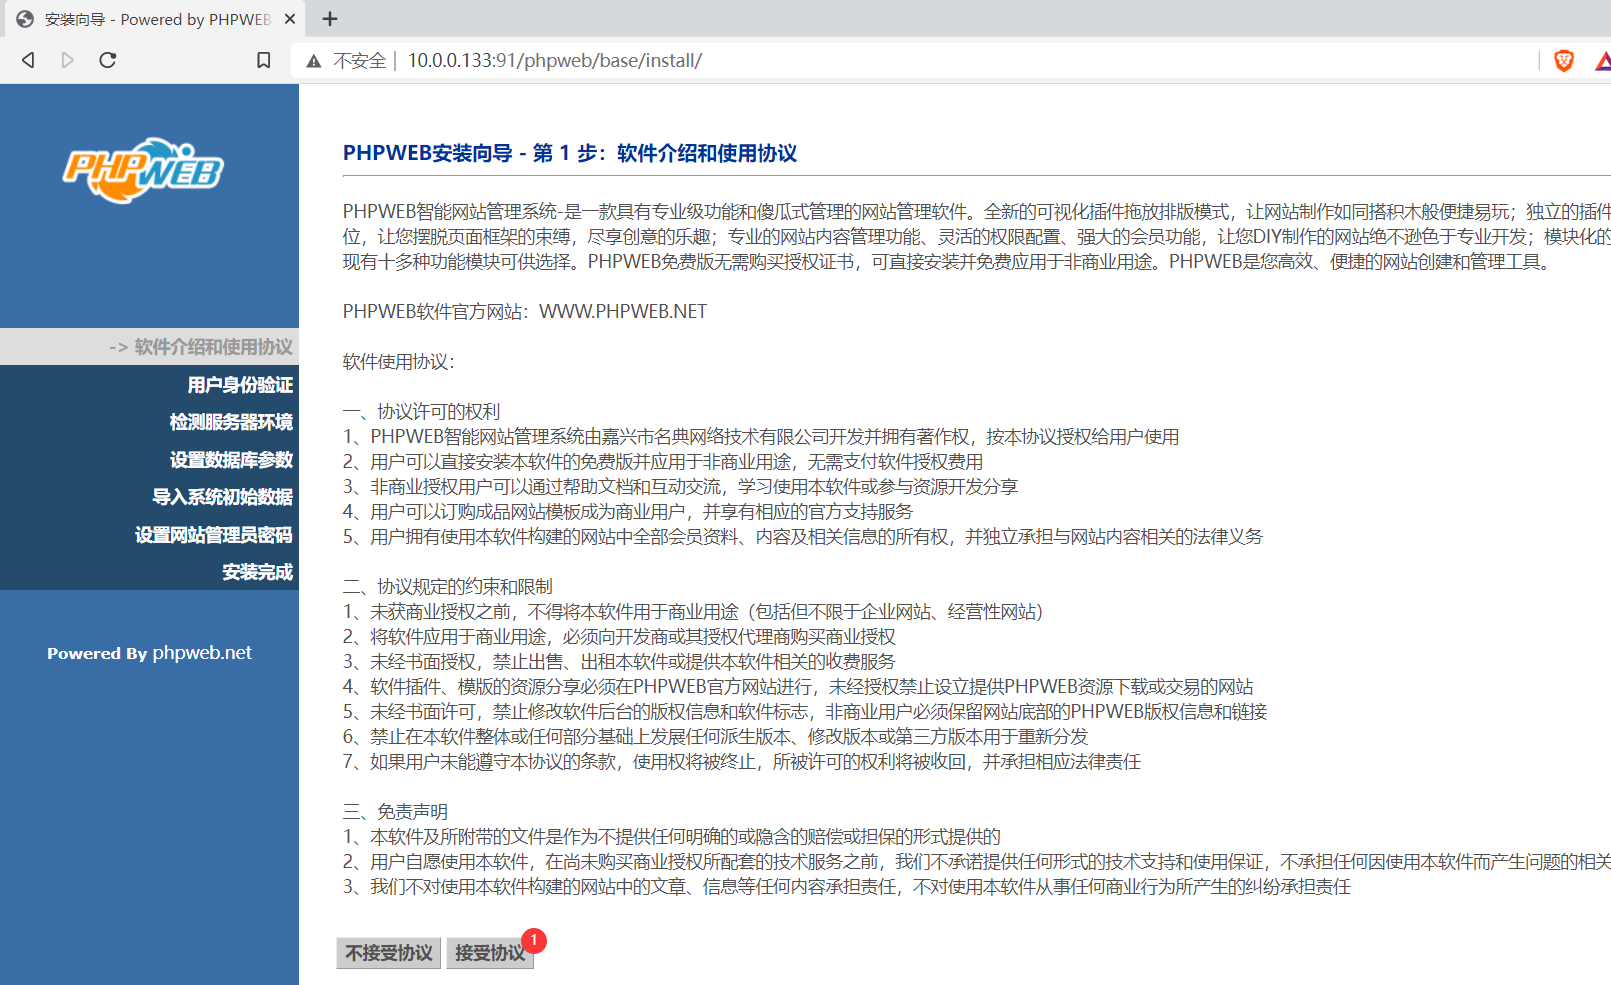 安装向导 - Powered by PHPWEB
不安全 | 10.0.0.133:91/phpweb/base/install/
PHPWEB
-> 软件介绍和使用协议
用户身份验证
检测服务器环境
设置数据库参数
导入系统初始数据
设置网站管理员密码
安装完成
Powered By phpweb.net
PHPWEB安装向导 - 第 1 步：软件介绍和使用协议
PHPWEB智能网站管理系统-是一款具有专业级功能和傻瓜式管理的网站管理软件。全新的可视化插件拖放排版模式，让网站制作如同搭积木般便捷易玩；独立的插件
位，让您摆脱页面框架的束缚，尽享创意的乐趣；专业的网站内容管理功能、灵活的权限配置、强大的会员功能，让您DIY制作的网站绝不逊色于专业开发；模块化的
现有十多种功能模块可供选择。PHPWEB免费版无需购买授权证书，可直接安装并免费应用于非商业用途。PHPWEB是您高效、便捷的网站创建和管理工具。
PHPWEB软件官方网站：WWW.PHPWEB.NET
软件使用协议：
一、协议许可的权利
1、PHPWEB智能网站管理系统由嘉兴市名典网络技术有限公司开发并拥有著作权，按本协议授权给用户使用
2、用户可以直接安装本软件的免费版并应用于非商业用途，无需支付软件授权费用
3、非商业授权用户可以通过帮助文档和互动交流，学习使用本软件或参与资源开发分享
4、用户可以订购成品网站模板成为商业用户，并享有相应的官方支持服务
5、用户拥有使用本软件构建的网站中全部会员资料、内容及相关信息的所有权，并独立承担与网站内容相关的法律义务
二、协议规定的约束和限制
1、未获商业授权之前，不得将本软件用于商业用途（包括但不限于企业网站、经营性网站）
2、将软件应用于商业用途，必须向开发商或其授权代理商购买商业授权
3、未经书面授权，禁止出售、出租本软件或提供本软件相关的收费服务
4、软件插件、模版的资源分享必须在PHPWEB官方网站进行，未经授权禁止设立提供PHPWEB资源下载或交易的网站
5、未经书面许可，禁止修改软件后台的版权信息和软件标志，非商业用户必须保留网站底部的PHPWEB版权信息和链接
6、禁止在本软件整体或任何部分基础上发展任何派生版本、修改版本或第三方版本用于重新分发
7、如果用户未能遵守本协议的条款，使用权将被终止，所被许可的权利将被收回，并承担相应法律责任
三、免责声明
1、本软件及所附带的文件是作为不提供任何明确的或隐含的赔偿或担保的形式提供的
2、用户自愿使用本软件，在尚未购买商业授权所配套的技术服务之前，我们不承诺提供任何形式的技术支持和使用保证，不承担任何因使用本软件而产生问题的相关
3、我们不对使用本软件构建的网站中的文章、信息等任何内容承担责任，不对使用本软件从事任何商业行为所产生的纠纷承担责任
不接受协议 接受协议 1